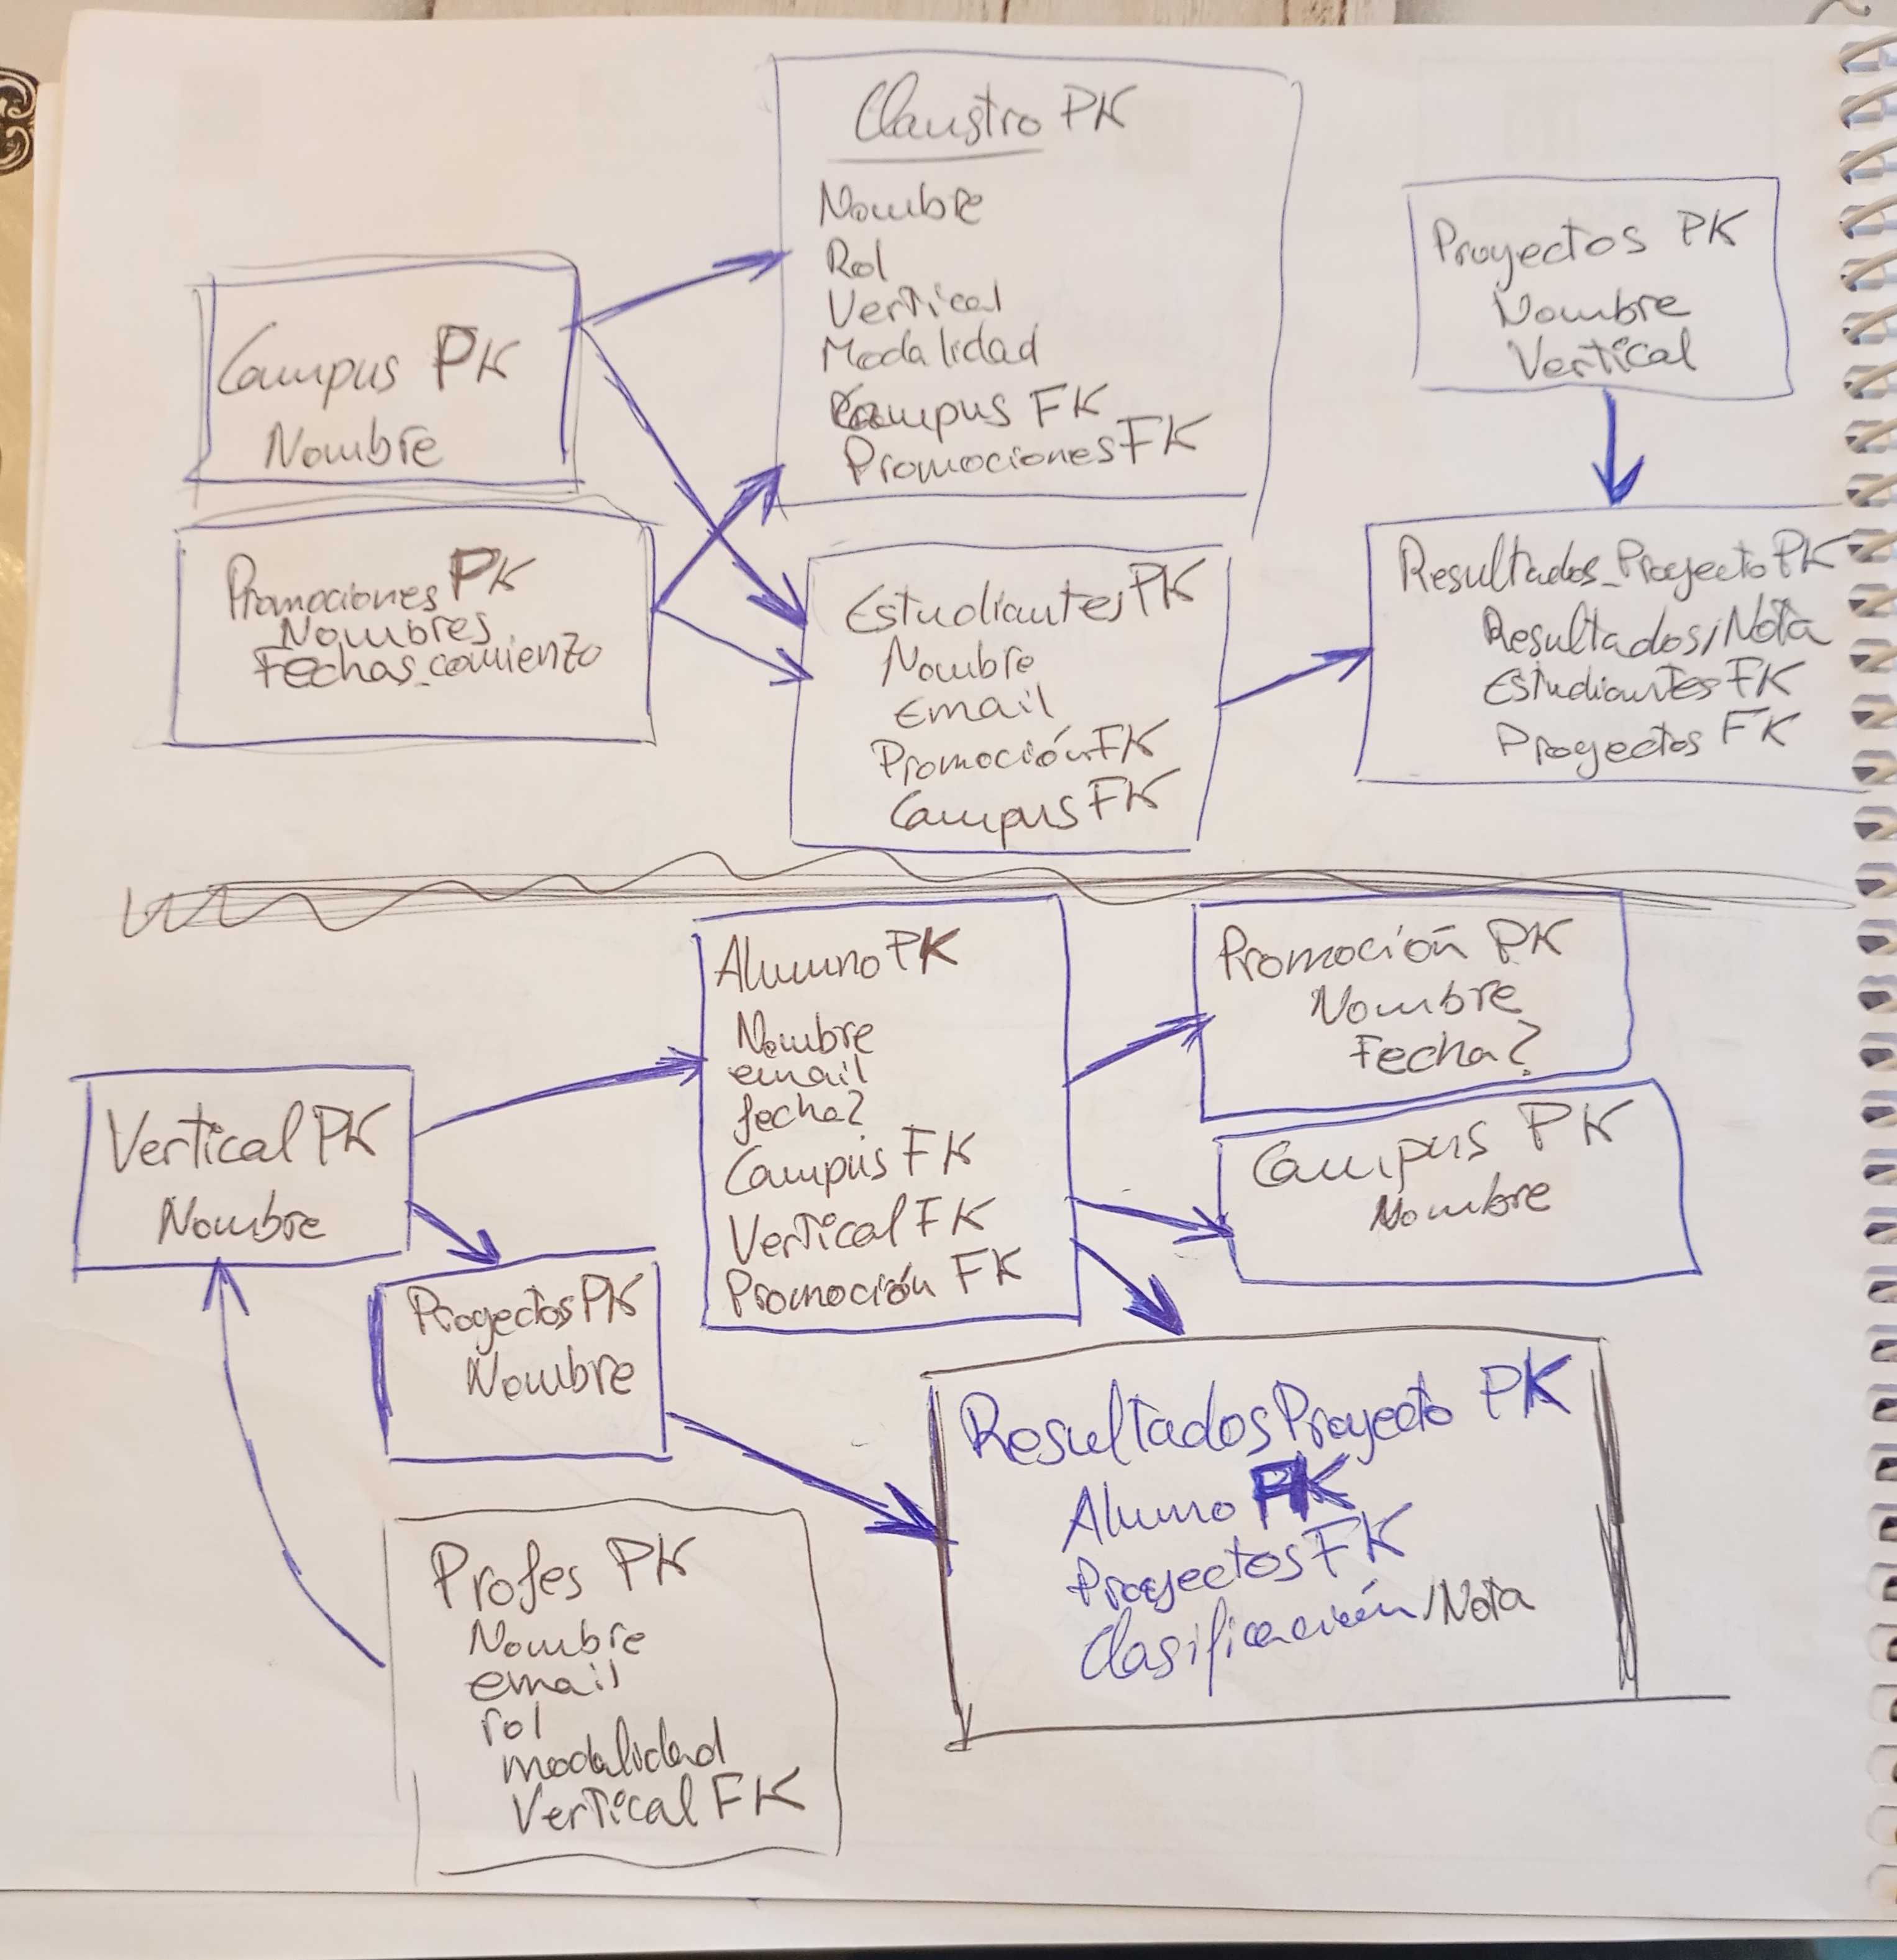 Claustro PK
Nombre
Rol
Vertical
Modalidad
Campus FK
Promociones FK
Proyectos PK
Nombre
Vertical
Campus PK
Nombre
Promociones PK
Nombres
Fechas_comienzo
Estudiantes PK
Nombre
Email
Promoción FK
Campus FK
Resultados_Proyecto PK
Resultados/Nota
Estudiantes FK
Proyectos FK
Alumno PK
Nombre
email
fecha?
Campus FK
Vertical FK
Promoción FK
Promoción PK
Nombre
Fecha?
Campus PK
Nombre
Vertical PK
Nombre
Proyectos PK
Nombre
Resultados Proyecto PK
Alumno FK
Proyectos FK
Clasificación/Nota
Profes PK
Nombre
email
rol
modalidad
Vertical FK